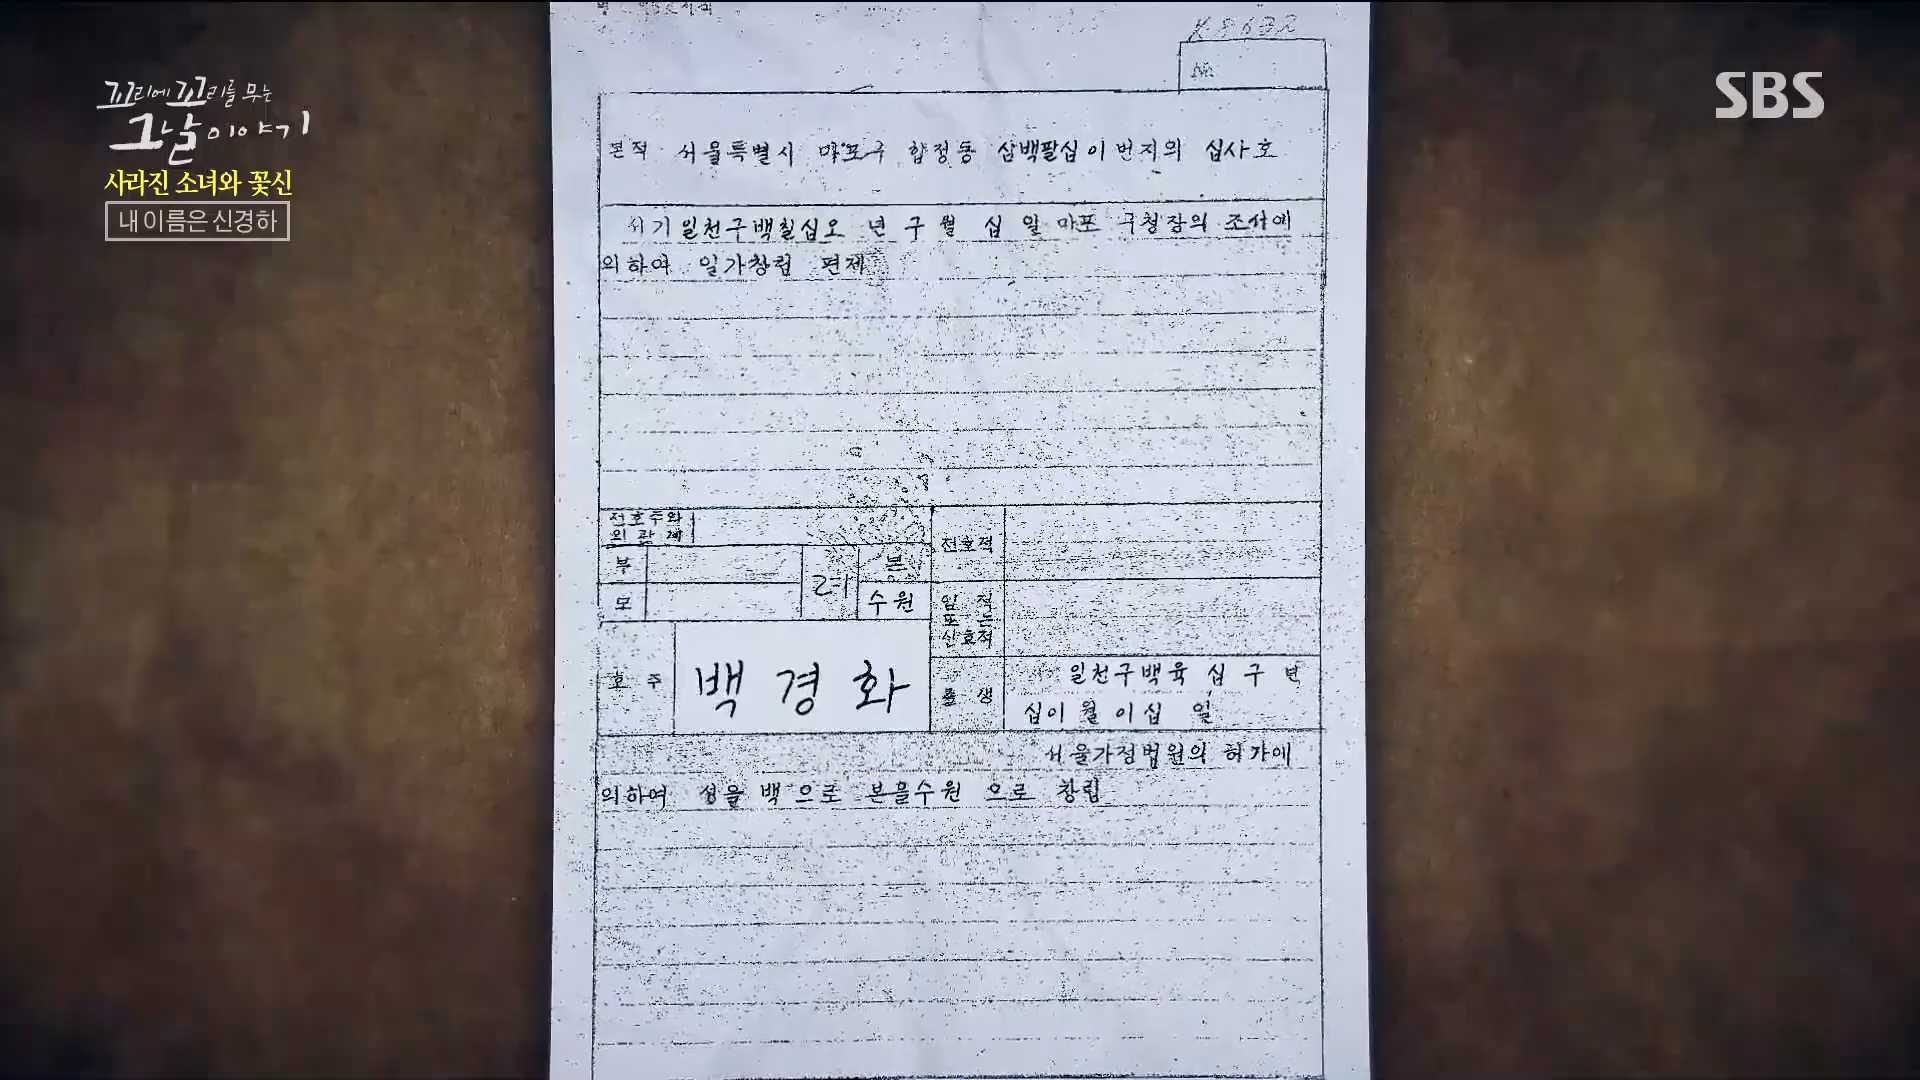 꼬리에 꼬리를 무는
그날 이야기
사라진 소녀와 꽃신
내 이름은 신경하
SBS
K8632
No.
본적 서울특별시 마포구 합정동 삼백팔십이번지의 십사호
서기 일천구백칠십오 년 구 월 십 일 마포 구청장의 조사에
의하여 일가창립 편제
전호주와
의 관계
부
모
본
수원
전호적
입 적
또 는
신호적
호 주
백 경 화
출 생
일천구백육 십 구 년
십이 월 이십 일
서울가정법원의 허가에
의하여 성을 백 으로 본을수원 으로 창립